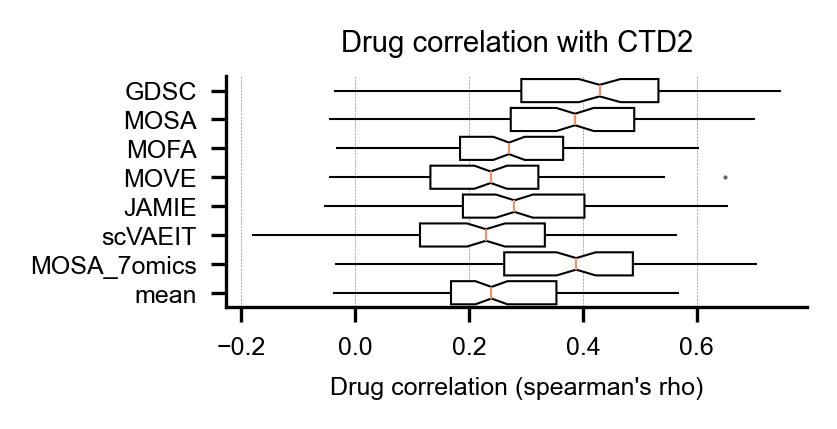 Drug correlation with CTD2
GDSC
MOSA
MOFA
MOVE
JAMIE
scVAEIT
MOSA_7omics
mean
−0.2 0.0 0.2 0.4 0.6
Drug correlation (spearman's rho)